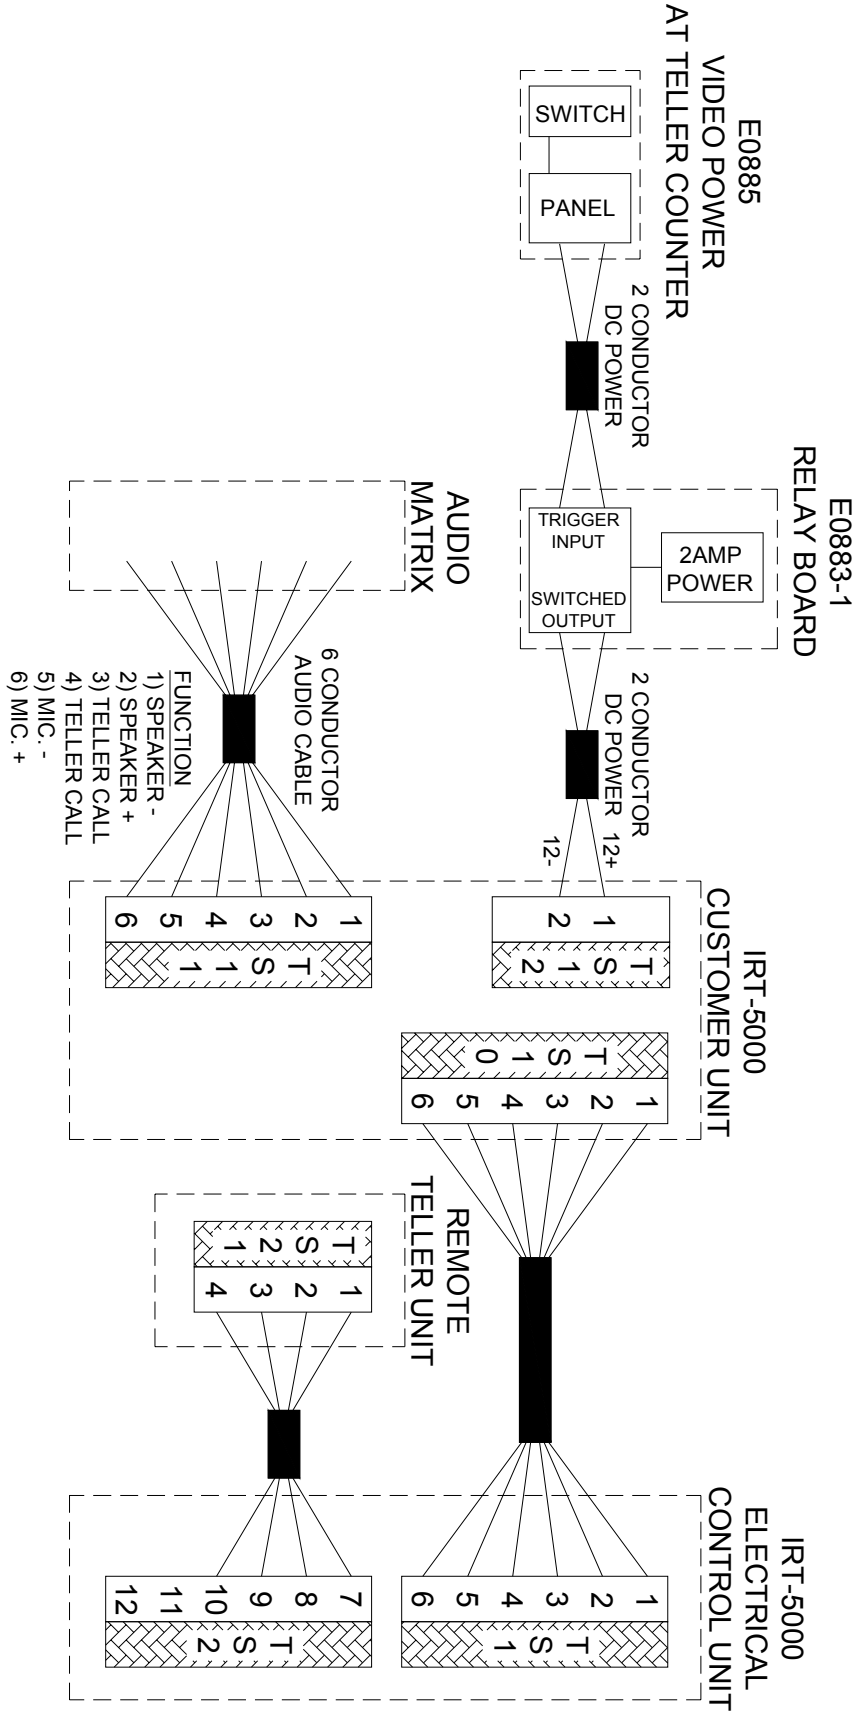 E0885
VIDEO POWER
AT TELLER COUNTER
SWITCH
PANEL
2 CONDUCTOR
DC POWER
E0883-1
RELAY BOARD
2AMP
POWER
TRIGGER
INPUT
SWITCHED
OUTPUT
2 CONDUCTOR
DC POWER
12+
12-
IRT-5000
CUSTOMER UNIT
1
2
T S 1 2
T S 1 0
1
2
3
4
5
6
AUDIO
MATRIX
6 CONDUCTOR
AUDIO CABLE
FUNCTION
1) SPEAKER -
2) SPEAKER +
3) TELLER CALL
4) TELLER CALL
5) MIC. -
6) MIC. +
1
2
3
4
5
6
T S 1 1
REMOTE
TELLER UNIT
T S 2 1
1
2
3
4
IRT-5000
ELECTRICAL
CONTROL UNIT
1
2
3
4
5
6
T S 1
7
8
9
10
11
12
T S 2